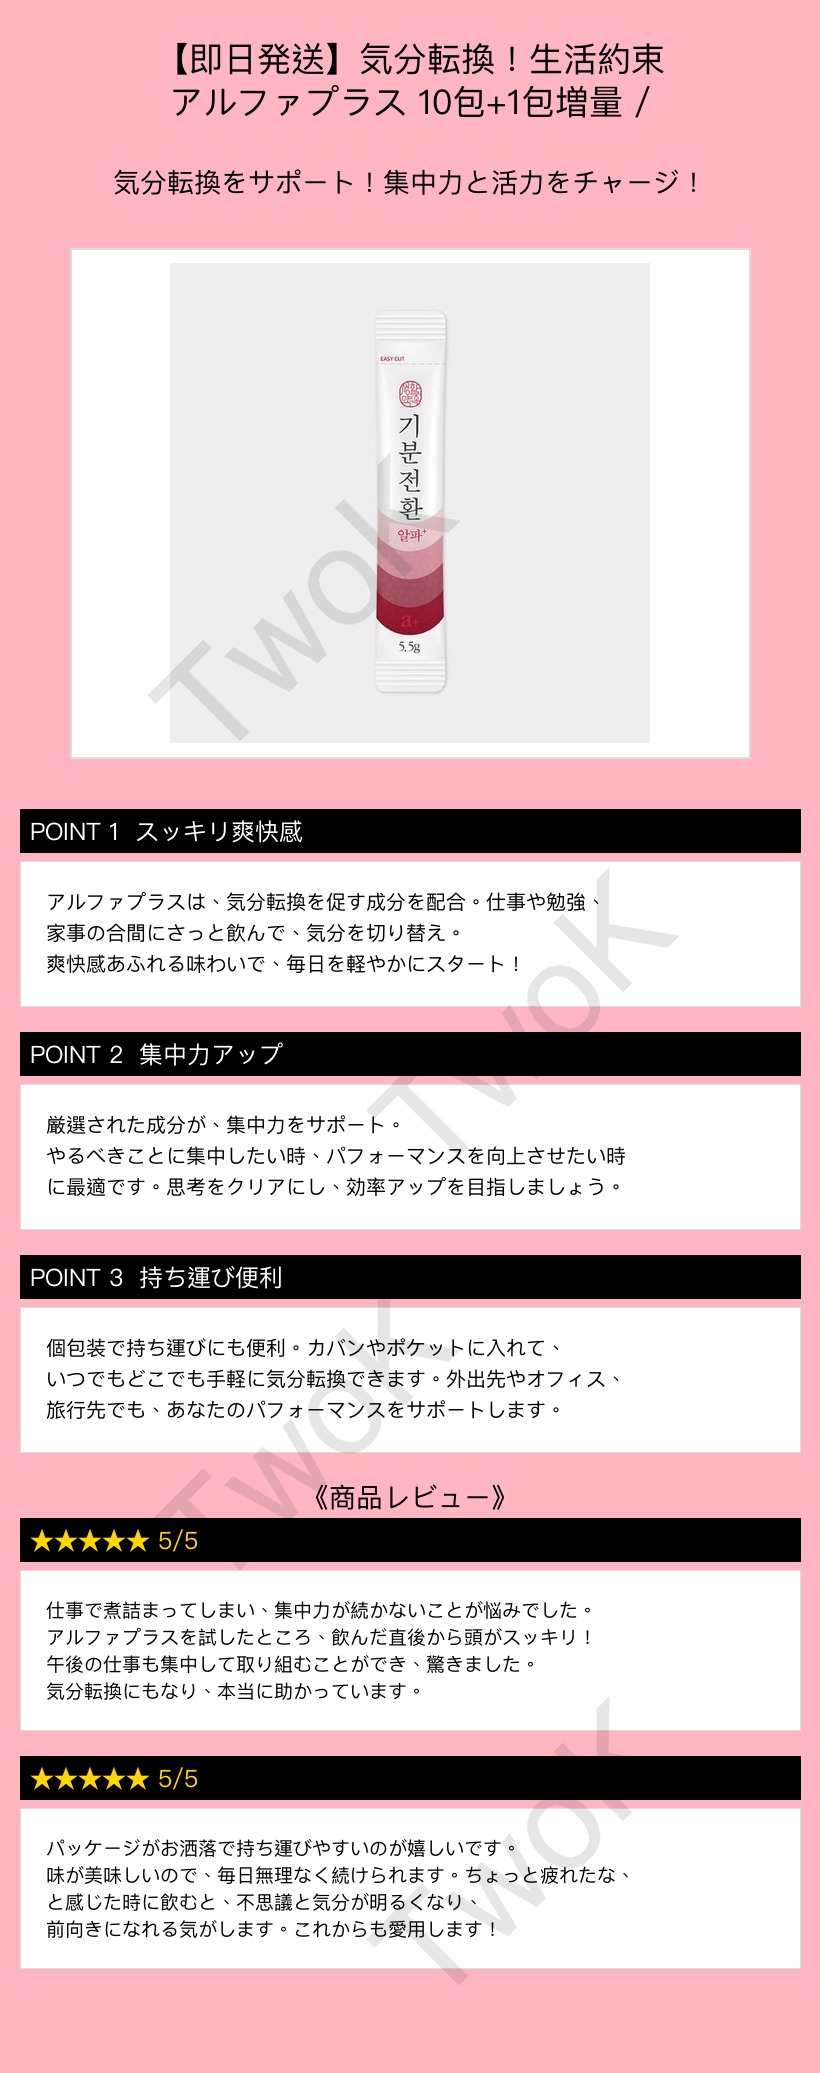 【即日発送】気分転換！生活約束
アルファプラス 10包+1包増量 /
気分転換をサポート！集中力と活力をチャージ！
EASY CUT
생활약속
기분전환
알파+
a+
5.5g
TwoK
POINT 1 スッキリ爽快感
アルファプラスは、気分転換を促す成分を配合。仕事や勉強、
家事の合間にさっと飲んで、気分を切り替え。
爽快感あふれる味わいで、毎日を軽やかにスタート！
TwoK
POINT 2 集中力アップ
厳選された成分が、集中力をサポート。
やるべきことに集中したい時、パフォーマンスを向上させたい時
に最適です。思考をクリアにし、効率アップを目指しましょう。
POINT 3 持ち運び便利
個包装で持ち運びにも便利。カバンやポケットに入れて、
いつでもどこでも手軽に気分転換できます。外出先やオフィス、
旅行先でも、あなたのパフォーマンスをサポートします。
TwoK
《商品レビュー》
★★★★★ 5/5
仕事で煮詰まってしまい、集中力が続かないことが悩みでした。
アルファプラスを試したところ、飲んだ直後から頭がスッキリ！
午後の仕事も集中して取り組むことができ、驚きました。
気分転換にもなり、本当に助かっています。
★★★★★ 5/5
パッケージがお洒落で持ち運びやすいのが嬉しいです。
味が美味しいので、毎日無理なく続けられます。ちょっと疲れたな、
と感じた時に飲むと、不思議と気分が明るくなり、
前向きになれる気がします。これからも愛用します！
TwoK